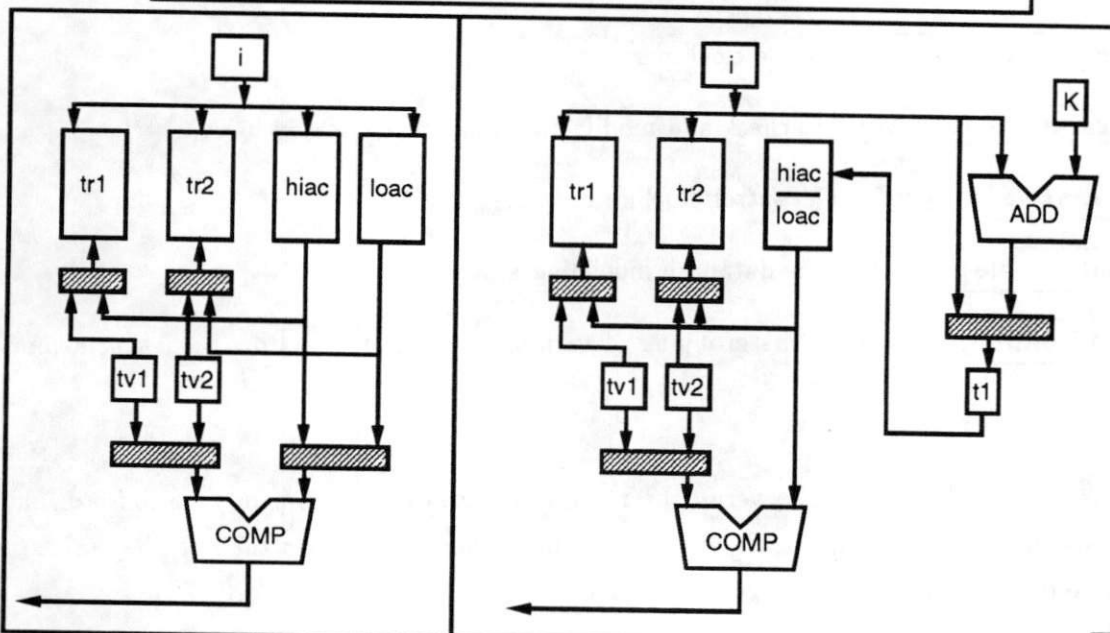 i
tr1
tr2
hiac
loac
tv1
tv2
COMP
i
K
tr1
tr2
hiac
loac
ADD
tv1
tv2
t1
COMP